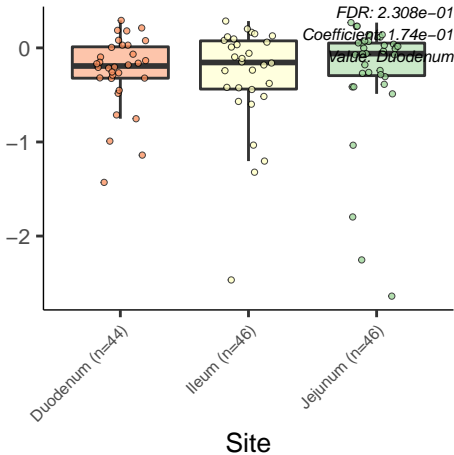 FDR: 2.308e−01
Coefficient: 1.74e−01
Value: Duodenum
0
−1
−2
Duodenum (n=44)
Ileum (n=46)
Jejunum (n=46)
Site